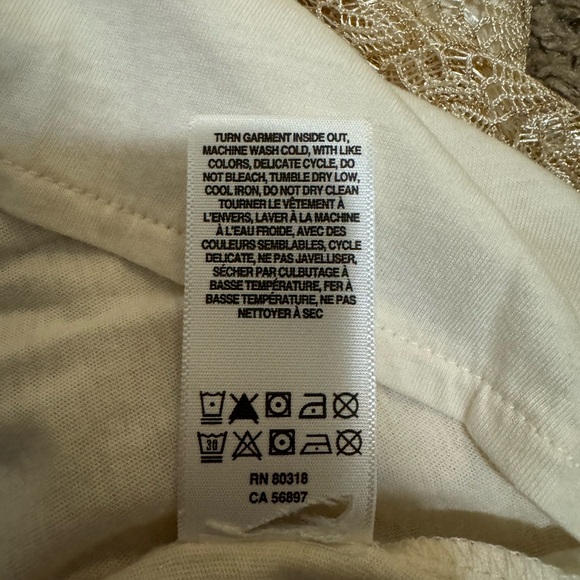 TURN GARMENT INSIDE OUT,
MACHINE WASH COLD, WITH LIKE
COLORS, DELICATE CYCLE, DO
NOT BLEACH, TUMBLE DRY LOW,
COOL IRON, DO NOT DRY CLEAN
TOURNER LE VÊTEMENT À
L'ENVERS, LAVER À LA MACHINE
À L'EAU FROIDE, AVEC DES
COULEURS SEMBLABLES, CYCLE
DELICATE, NE PAS JAVELLISER,
SÉCHER PAR CULBUTAGE À
BASSE TEMPÉRATURE, FER À
BASSE TEMPÉRATURE, NE PAS
NETTOYER À SEC
30
RN 80318
CA 56897